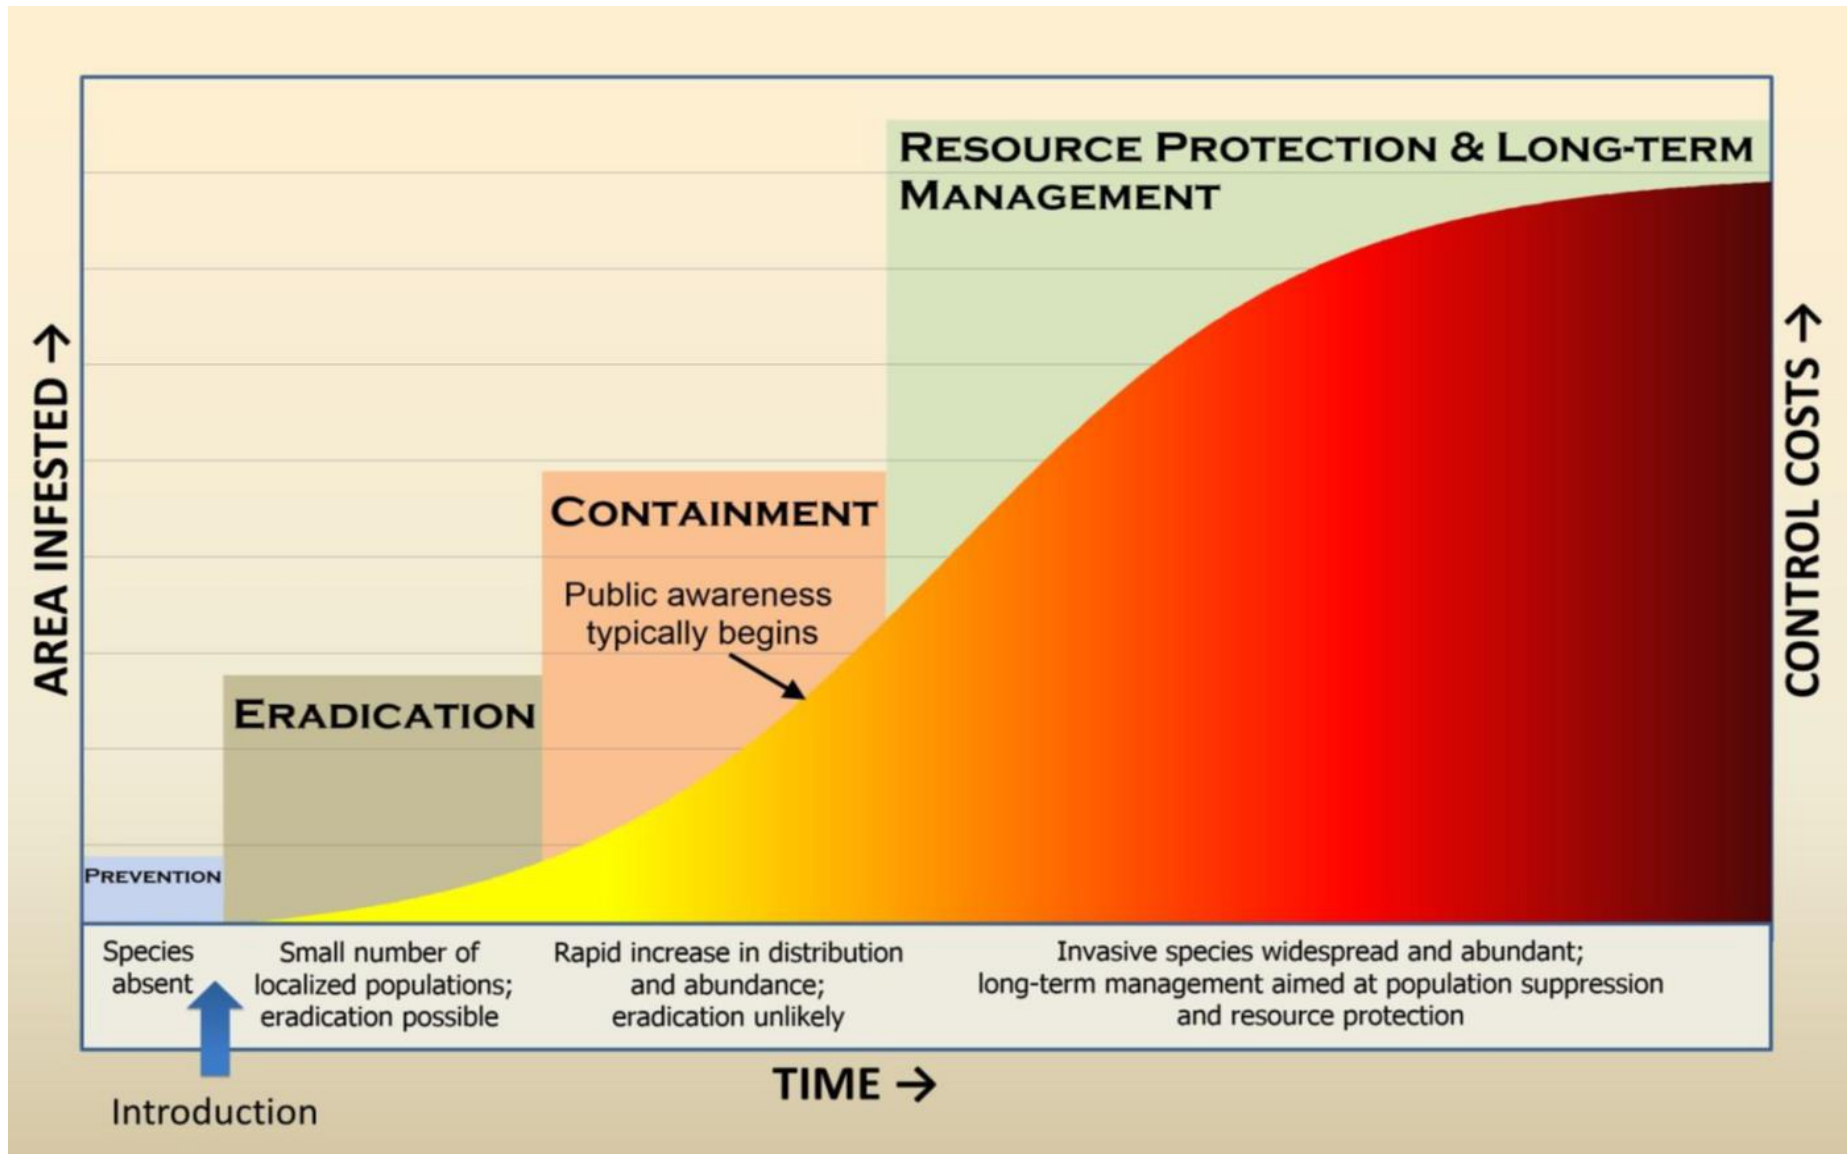 RESOURCE PROTECTION & LONG-TERM
MANAGEMENT
CONTAINMENT
Public awareness
typically begins
ERADICATION
PREVENTION
AREA INFESTED →
CONTROL COSTS →
Species
absent
Small number of
localized populations;
eradication possible
Rapid increase in distribution
and abundance;
eradication unlikely
Invasive species widespread and abundant;
long-term management aimed at population suppression
and resource protection
TIME →
Introduction